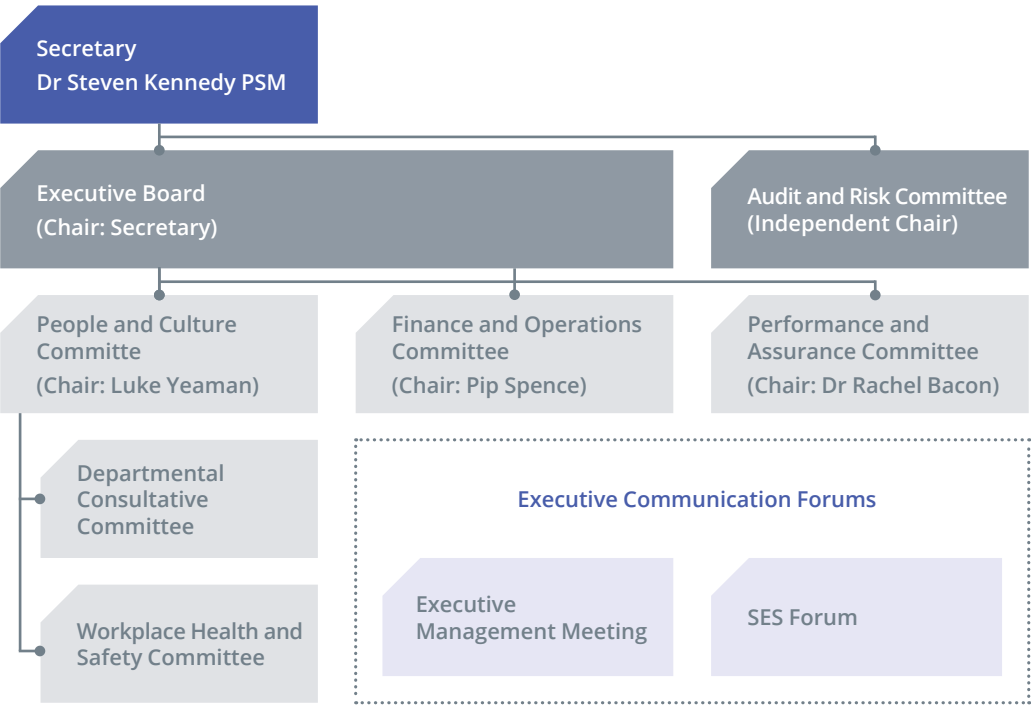 Secretary
Dr Steven Kennedy PSM
Executive Board
(Chair: Secretary)
Audit and Risk Committee
(Independent Chair)
People and Culture
Committe
(Chair: Luke Yeaman)
Finance and Operations
Committee
(Chair: Pip Spence)
Performance and
Assurance Committee
(Chair: Dr Rachel Bacon)
Departmental
Consultative
Committee
Workplace Health and
Safety Committee
Executive Communication Forums
Executive
Management Meeting
SES Forum